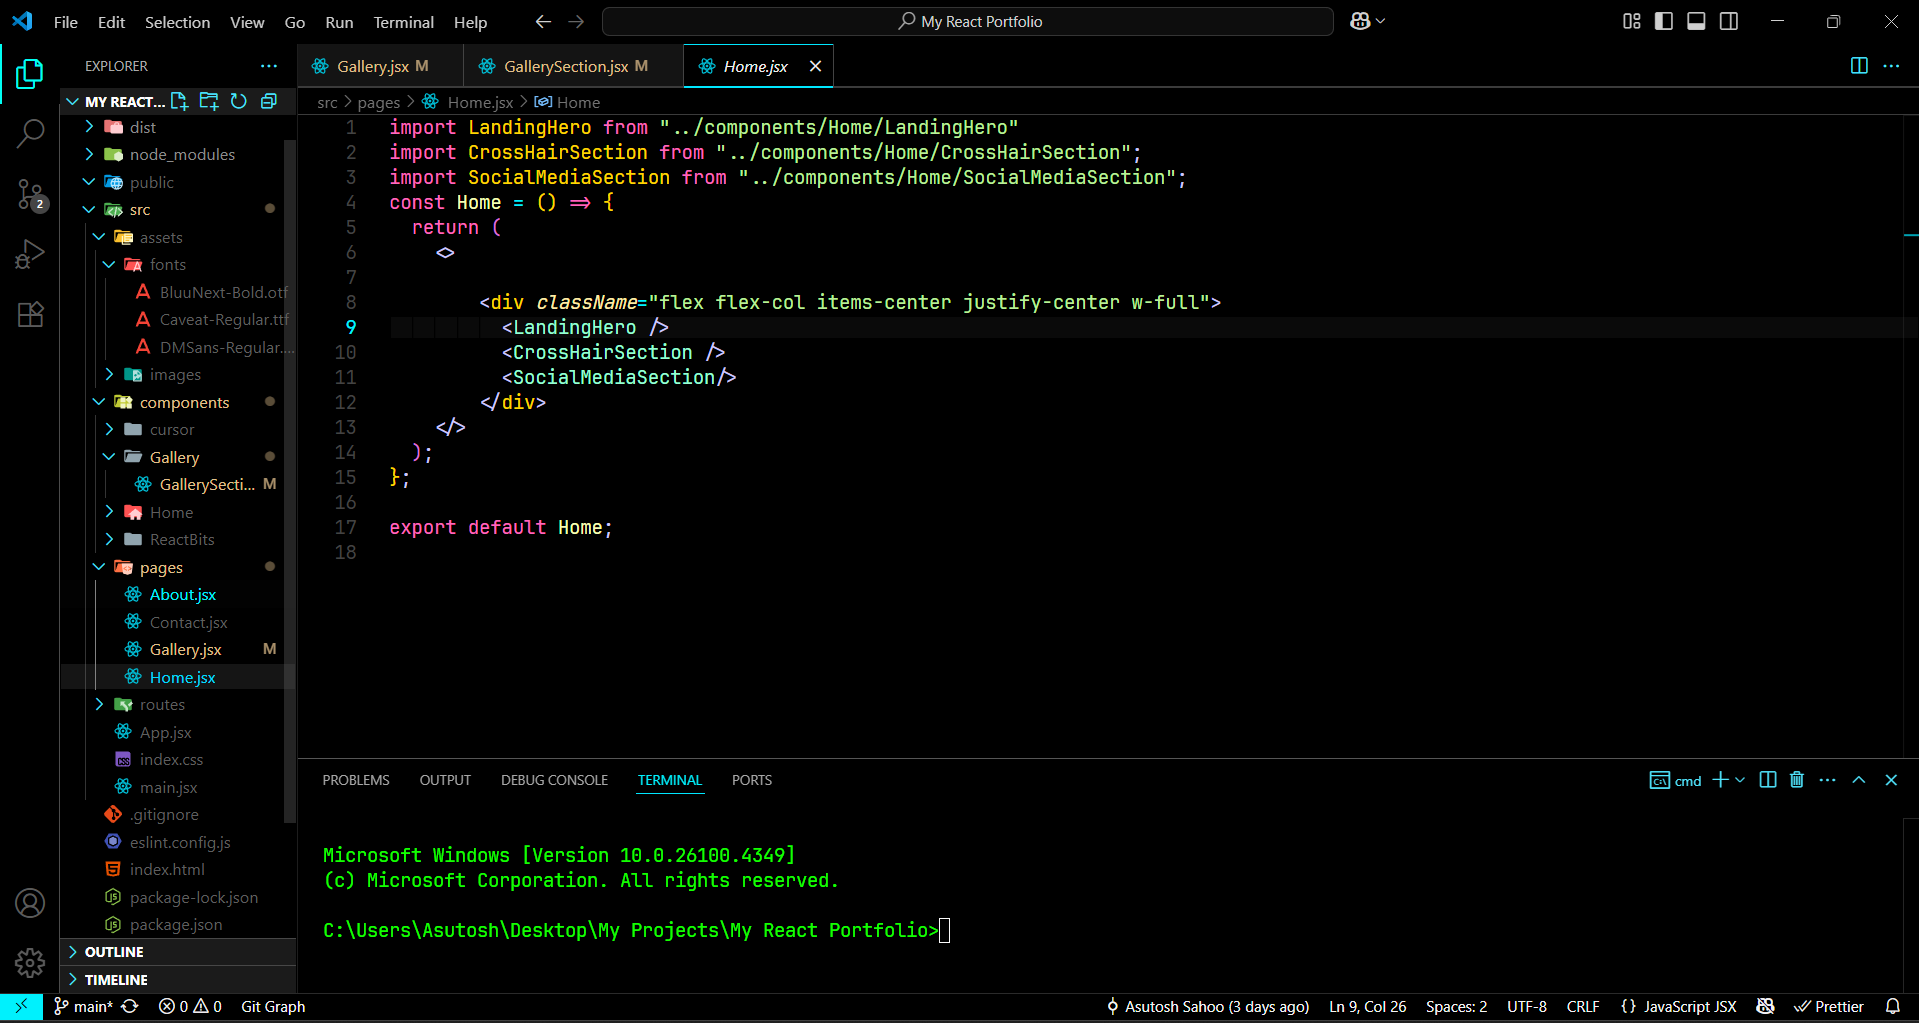 File Edit Selection View Go Run Terminal Help
My React Portfolio
EXPLORER
MY REACT...
dist
node_modules
public
src
assets
fonts
BluuNext-Bold.otf
Caveat-Regular.ttf
DMSans-Regular....
images
components
cursor
Gallery
GallerySecti... M
Home
ReactBits
pages
About.jsx
Contact.jsx
Gallery.jsx M
Home.jsx
routes
App.jsx
index.css
main.jsx
.gitignore
eslint.config.js
index.html
package-lock.json
package.json
OUTLINE
TIMELINE
2
Gallery.jsx M GallerySection.jsx M Home.jsx
src > pages > Home.jsx > Home
1 import LandingHero from "../components/Home/LandingHero"
2 import CrossHairSection from "../components/Home/CrossHairSection";
3 import SocialMediaSection from "../components/Home/SocialMediaSection";
4 const Home = () => {
5 return (
6 <>
7
8 <div className="flex flex-col items-center justify-center w-full">
9 <LandingHero />
10 <CrossHairSection />
11 <SocialMediaSection/>
12 </div>
13 </>
14 );
15 };
16
17 export default Home;
18
PROBLEMS OUTPUT DEBUG CONSOLE TERMINAL PORTS
cmd
Microsoft Windows [Version 10.0.26100.4349]
(c) Microsoft Corporation. All rights reserved.
C:\Users\Asutosh\Desktop\My Projects\My React Portfolio>
main* 0 0 Git Graph Asutosh Sahoo (3 days ago) Ln 9, Col 26 Spaces: 2 UTF-8 CRLF {} JavaScript JSX Prettier